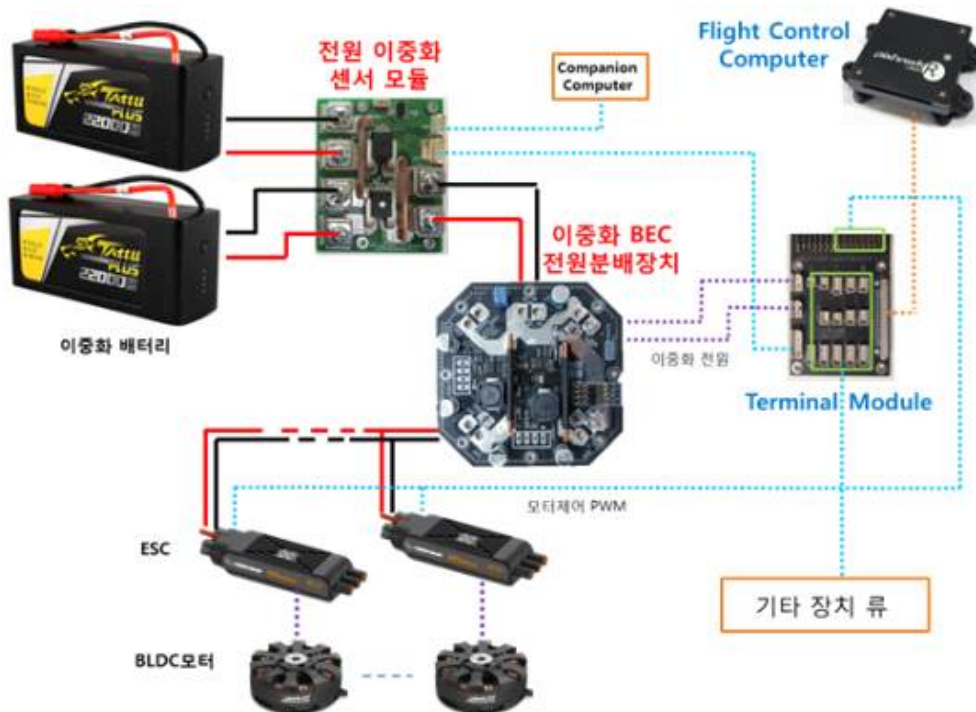 전원 이중화
센서 모듈
Companion
Computer
Flight Control
Computer
TATTU
PLUS
TATTU
PLUS
22000
이중화 배터리
이중화 BEC
전원분배장치
이중화 전원
Terminal Module
모터제어 PWM
ESC
기타 장치 류
BLDC모터